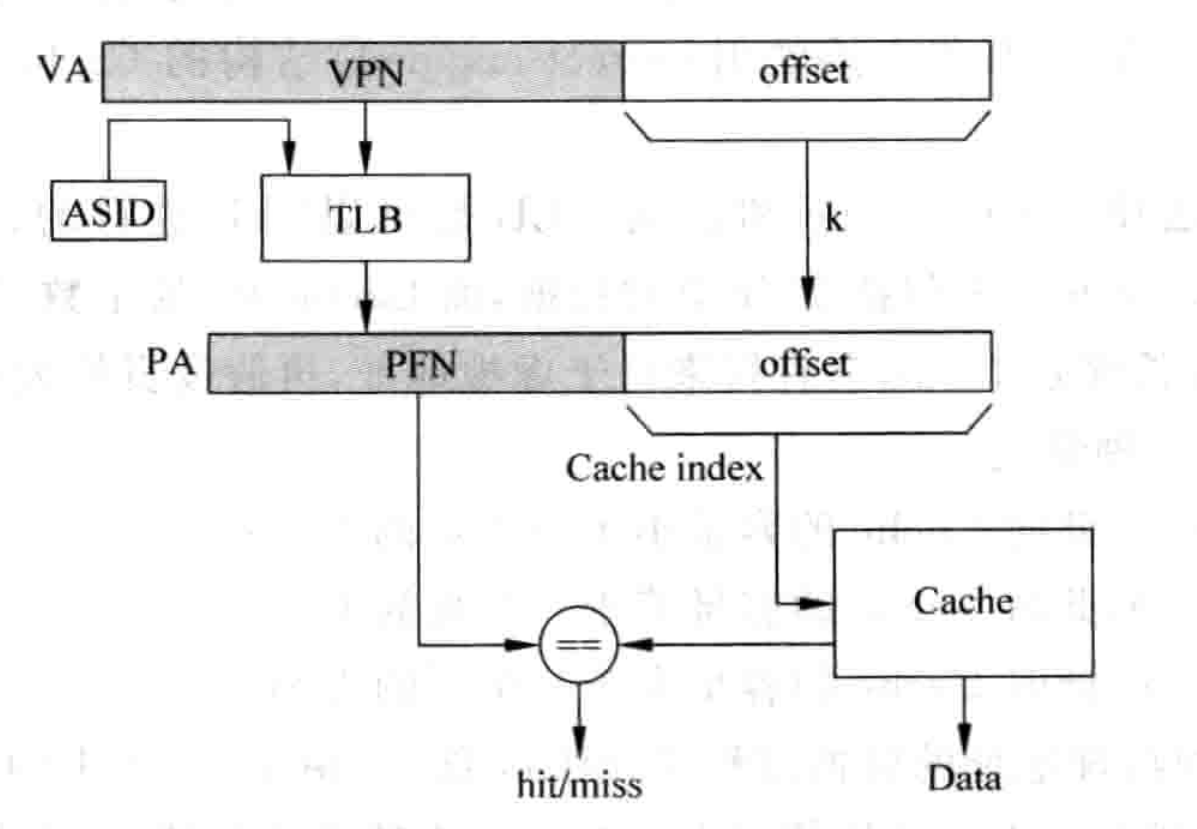 VA VPN offset
ASID TLB k
PA PFN offset
Cache index
== Cache
hit/miss Data